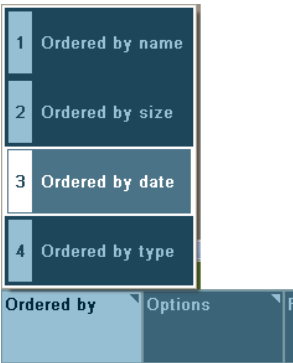 1 Ordered by name
2 Ordered by size
3 Ordered by date
4 Ordered by type
Ordered by Options